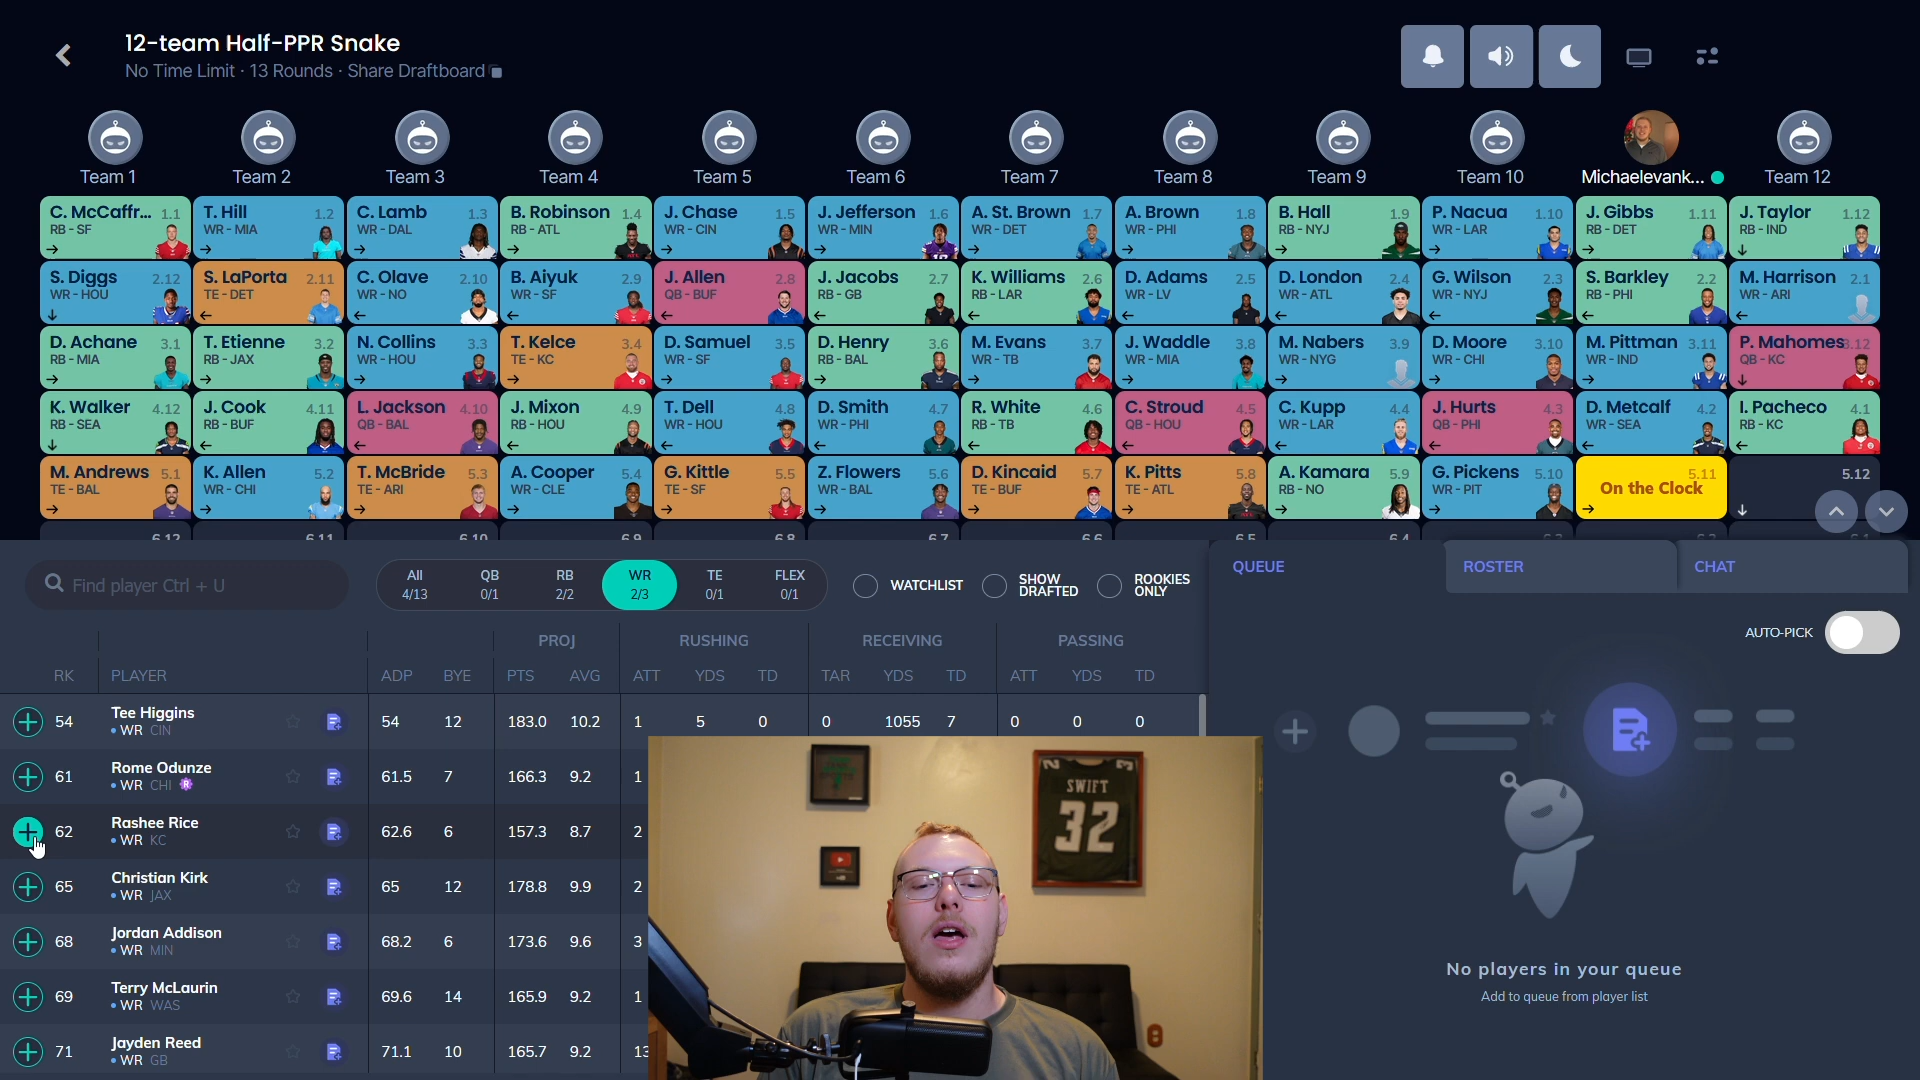 12-team Half-PPR Snake
No Time Limit · 13 Rounds · Share Draftboard
Team 1 Team 2 Team 3 Team 4 Team 5 Team 6 Team 7 Team 8 Team 9 Team 10 Michaelevank... Team 12
C. McCaffr... 1.1 T. Hill 1.2 C. Lamb 1.3 B. Robinson 1.4 J. Chase 1.5 J. Jefferson 1.6 A. St. Brown 1.7 A. Brown 1.8 B. Hall 1.9 P. Nacua 1.10 J. Gibbs 1.11 J. Taylor 1.12
RB - SF WR - MIA WR - DAL RB - ATL WR - CIN WR - MIN WR - DET WR - PHI RB - NYJ WR - LAR RB - DET RB - IND
S. Diggs 2.12 S. LaPorta 2.11 C. Olave 2.10 B. Aiyuk 2.9 J. Allen 2.8 J. Jacobs 2.7 K. Williams 2.6 D. Adams 2.5 D. London 2.4 G. Wilson 2.3 S. Barkley 2.2 M. Harrison 2.1
WR - HOU TE - DET WR - NO WR - SF QB - BUF RB - GB RB - LAR WR - LV WR - ATL WR - NYJ RB - PHI WR - ARI
D. Achane 3.1 T. Etienne 3.2 N. Collins 3.3 T. Kelce 3.4 D. Samuel 3.5 D. Henry 3.6 M. Evans 3.7 J. Waddle 3.8 M. Nabers 3.9 D. Moore 3.10 M. Pittman 3.11 P. Mahomes 3.12
RB - MIA RB - JAX WR - HOU TE - KC WR - SF RB - BAL WR - TB WR - MIA WR - NYG WR - CHI WR - IND QB - KC
K. Walker 4.12 J. Cook 4.11 L. Jackson 4.10 J. Mixon 4.9 T. Dell 4.8 D. Smith 4.7 R. White 4.6 C. Stroud 4.5 C. Kupp 4.4 J. Hurts 4.3 D. Metcalf 4.2 I. Pacheco 4.1
RB - SEA RB - BUF QB - BAL RB - HOU WR - HOU WR - PHI RB - TB QB - HOU WR - LAR QB - PHI WR - SEA RB - KC
M. Andrews 5.1 K. Allen 5.2 T. McBride 5.3 A. Cooper 5.4 G. Kittle 5.5 Z. Flowers 5.6 D. Kincaid 5.7 K. Pitts 5.8 A. Kamara 5.9 G. Pickens 5.10 5.11 5.12
TE - BAL WR - CHI TE - ARI WR - CLE TE - SF WR - BAL TE - BUF TE - ATL RB - NO WR - PIT On the Clock
6.12 6.11 6.10 6.9 6.8 6.7 6.6 6.5 6.4
Find player Ctrl + U
All QB RB WR TE FLEX
4/13 0/1 2/2 2/3 0/1 0/1
WATCHLIST SHOW DRAFTED ROOKIES ONLY
QUEUE ROSTER CHAT
AUTO-PICK
PROJ RUSHING RECEIVING PASSING
RK PLAYER ADP BYE PTS AVG ATT YDS TD TAR YDS TD ATT YDS TD
54 Tee Higgins 54 12 183.0 10.2 1 5 0 0 1055 7 0 0 0
WR CIN
61 Rome Odunze 61.5 7 166.3 9.2 1
WR CHI R
62 Rashee Rice 62.6 6 157.3 8.7 2
WR KC
65 Christian Kirk 65 12 178.8 9.9 2
WR JAX
68 Jordan Addison 68.2 6 173.6 9.6 3
WR MIN
69 Terry McLaurin 69.6 14 165.9 9.2 1
WR WAS
71 Jayden Reed 71.1 10 165.7 9.2 13
WR GB
SWIFT
32
No players in your queue
Add to queue from player list